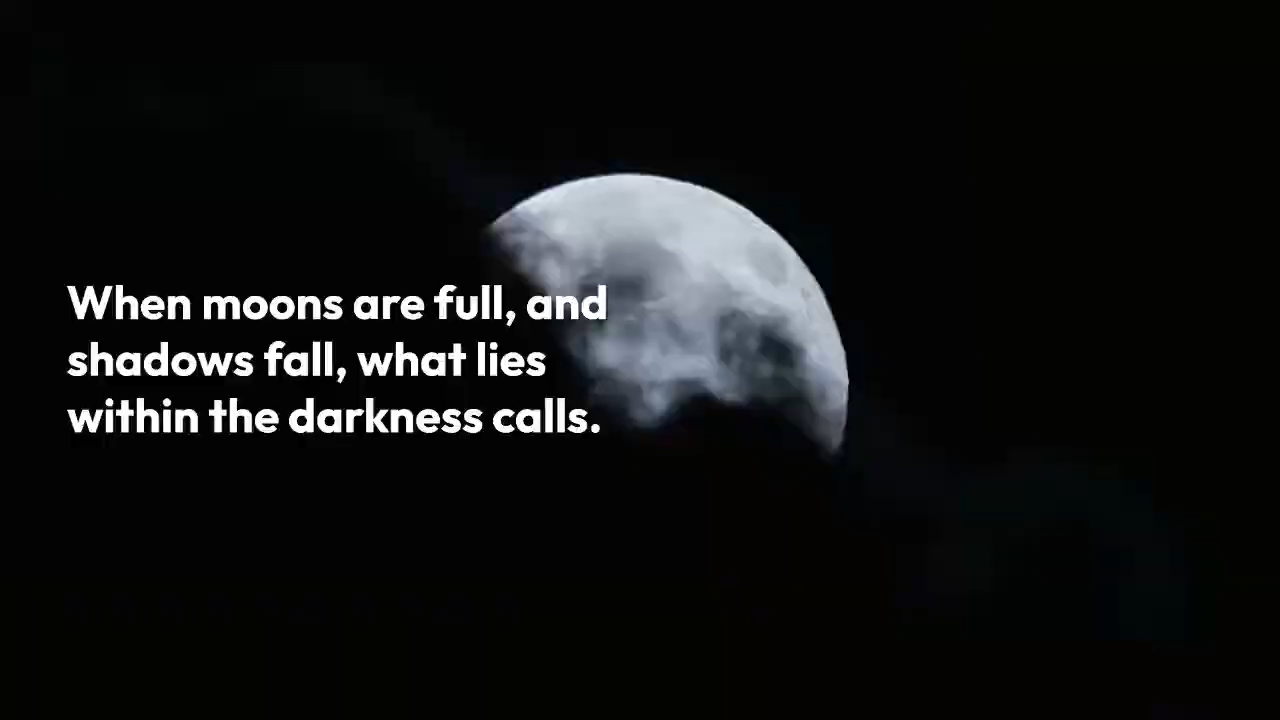 When moons are full, and
shadows fall, what lies
within the darkness calls.